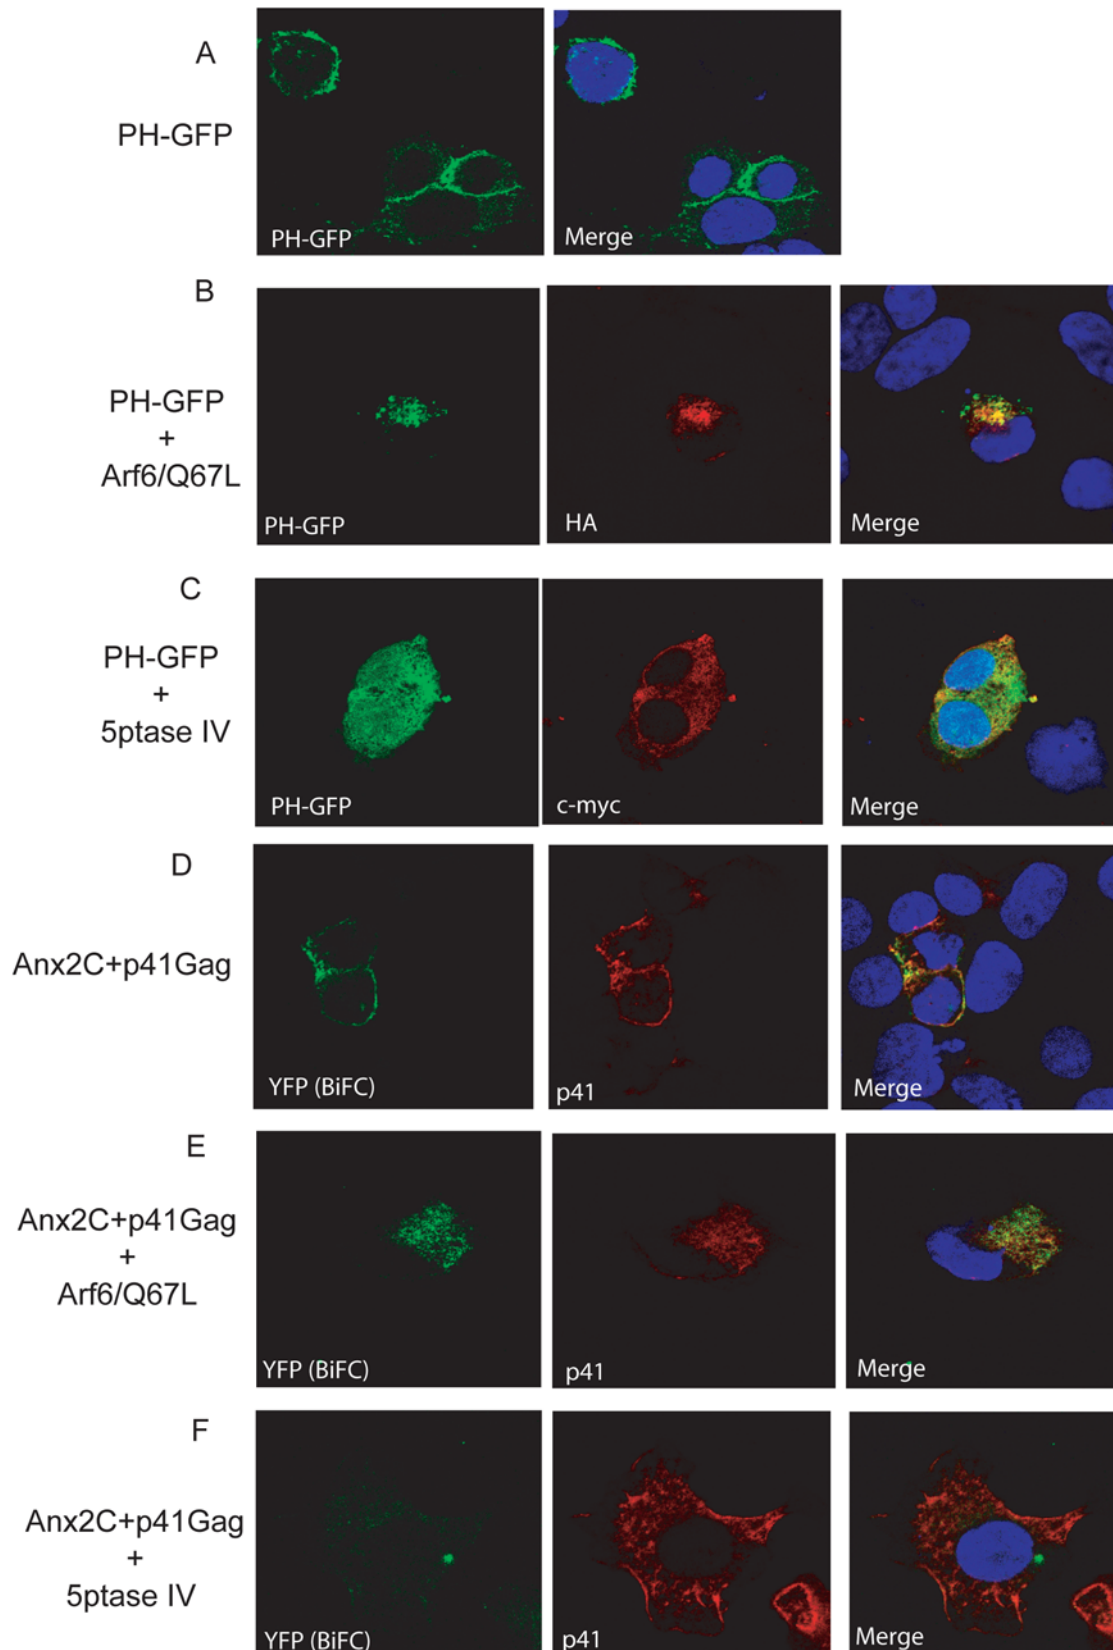 A
PH-GFP
PH-GFP
Merge
B
PH-GFP
+
Arf6/Q67L
PH-GFP
HA
Merge
C
PH-GFP
+
5ptase IV
PH-GFP
c-myc
Merge
D
Anx2C+p41Gag
YFP (BiFC)
p41
Merge
E
Anx2C+p41Gag
+
Arf6/Q67L
YFP (BiFC)
p41
Merge
F
Anx2C+p41Gag
+
5ptase IV
YFP (BiFC)
p41
Merge